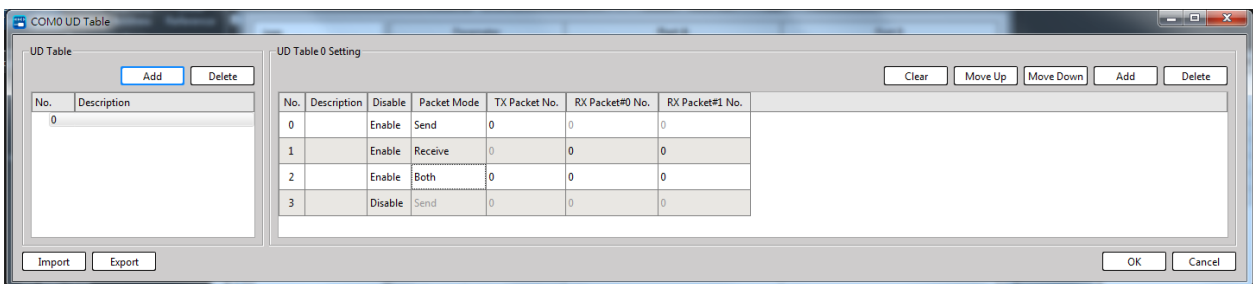 COM0 UD Table
UD Table
Add Delete
No. Description
0
UD Table 0 Setting
Clear Move Up Move Down Add Delete
No. Description Disable Packet Mode TX Packet No. RX Packet#0 No. RX Packet#1 No.
0 Enable Send 0 0 0
1 Enable Receive 0 0 0
2 Enable Both 0 0 0
3 Disable Send 0 0 0
Import Export
OK Cancel